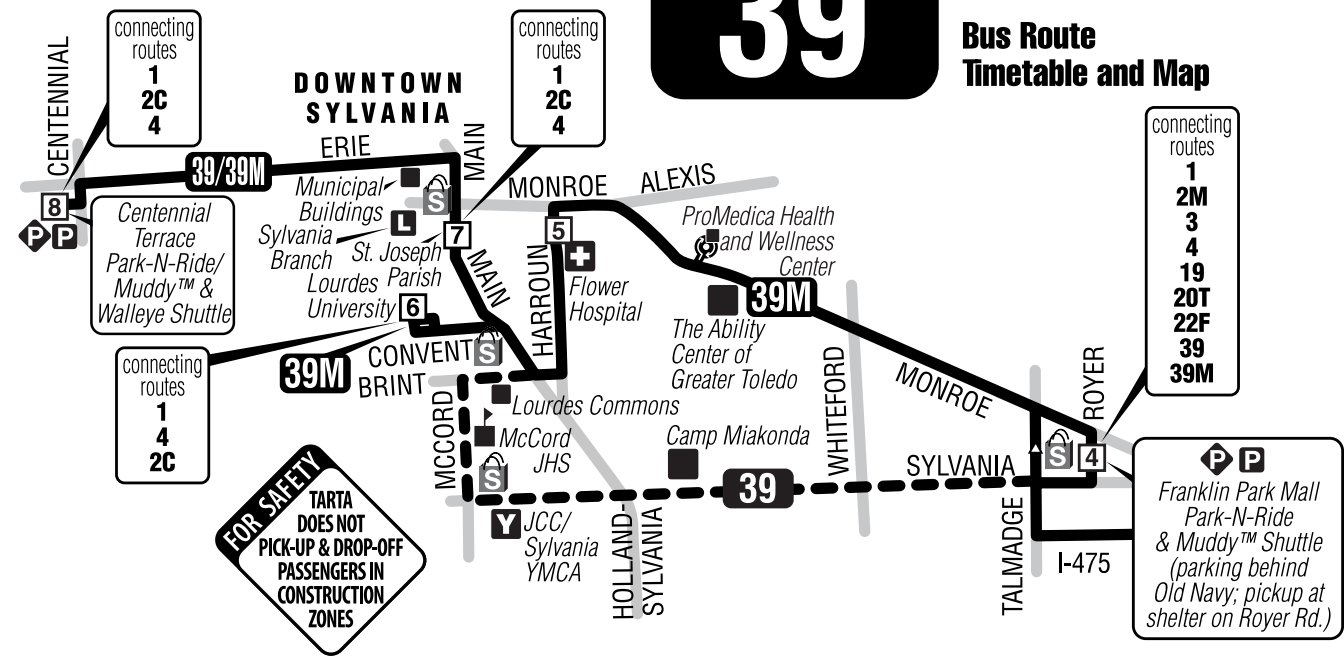 39
Bus Route
Timetable and Map
connecting
routes
1
2C
4
connecting
routes
1
2C
4
connecting
routes
1
2M
3
4
19
20T
22F
39
39M
DOWNTOWN
SYLVANIA
CENTENNIAL
ERIE
MAIN
39/39M
MONROE
ALEXIS
Municipal
Buildings
S
8
P P
Centennial
Terrace
Park-N-Ride/
Muddy™ &
Walleye Shuttle
L
Sylvania
Branch
7
St. Joseph
Parish
5
ProMedica Health
and Wellness
Center
MAIN
HARROUN
Flower
Hospital
Lourdes
University
6
39M
The Ability
Center of
Greater Toledo
CONVENT
S
39M
BRINT
connecting
routes
1
4
2C
MCCORD
Lourdes Commons
McCord
JHS
S
WHITEFORD
MONROE
ROYER
Camp Miakonda
39
SYLVANIA
S
4
P P
Franklin Park Mall
Park-N-Ride
& Muddy™ Shuttle
(parking behind
Old Navy; pickup at
shelter on Royer Rd.)
Y
JCC/
Sylvania
YMCA
HOLLAND-
SYLVANIA
TALMADGE
I-475
FOR SAFETY
TARTA
DOES NOT
PICK-UP & DROP-OFF
PASSENGERS IN
CONSTRUCTION
ZONES